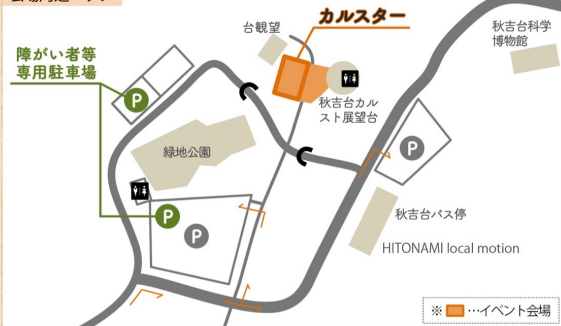 台観望
カルスター
秋吉台科学
博物館
障がい者等
専用駐車場
P
秋吉台カル
スト展望台
緑地公園
P
P
P
秋吉台バス停
HITONAMI local motion
※ …イベント会場